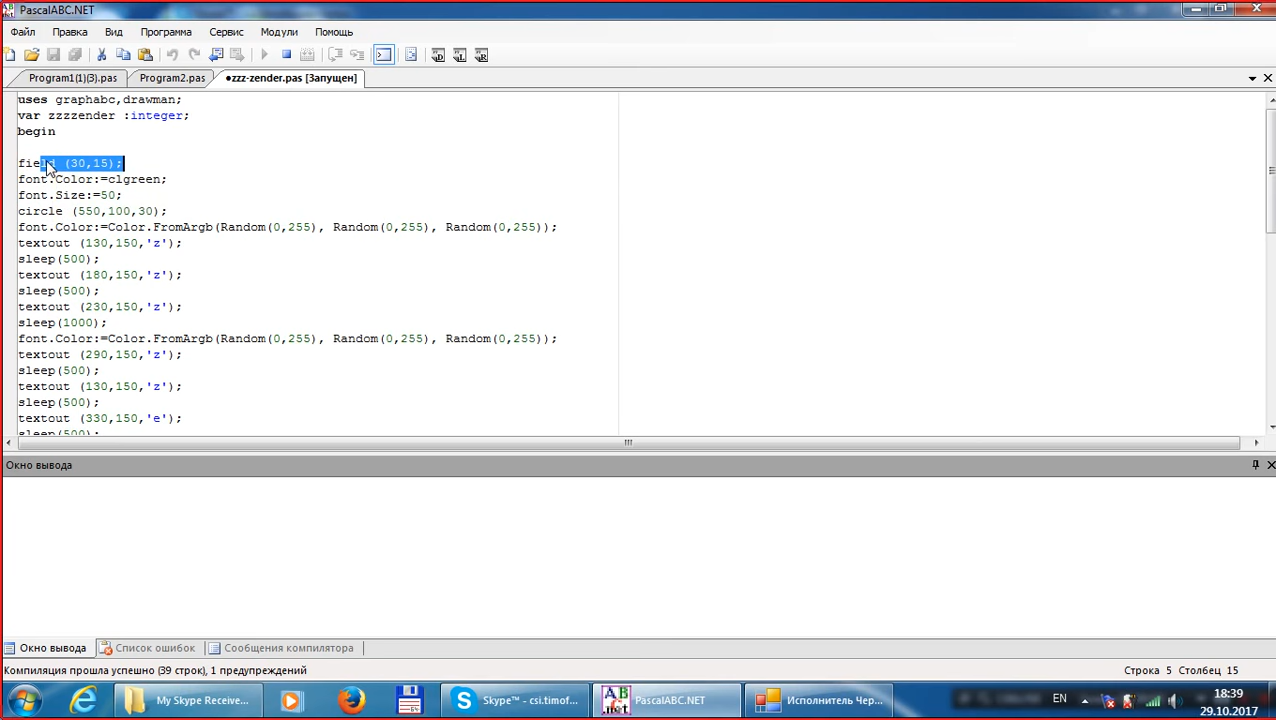 PascalABC.NET
Файл Правка Вид Программа Сервис Модули Помощь
Program1(1)(3).pas Program2.pas •zzz-zender.pas [Запущен]
uses graphabc,drawman;
var zzzzender :integer;
begin
field (30,15);
font.Color:=clgreen;
font.Size:=50;
circle (550,100,30);
font.Color:=Color.FromArgb(Random(0,255), Random(0,255), Random(0,255));
textout (130,150,'z');
sleep(500);
textout (180,150,'z');
sleep(500);
textout (230,150,'z');
sleep(1000);
font.Color:=Color.FromArgb(Random(0,255), Random(0,255), Random(0,255));
textout (290,150,'z');
sleep(500);
textout (130,150,'z');
sleep(500);
textout (330,150,'e');
sleep(500);
Окно вывода
Окно вывода Список ошибок Сообщения компилятора
Компиляция прошла успешно (39 строк), 1 предупреждений Строка 5 Столбец 15
My Skype Receive... Skype™ - csi.timof... PascalABC.NET Исполнитель Чер... EN 18:39
29.10.2017